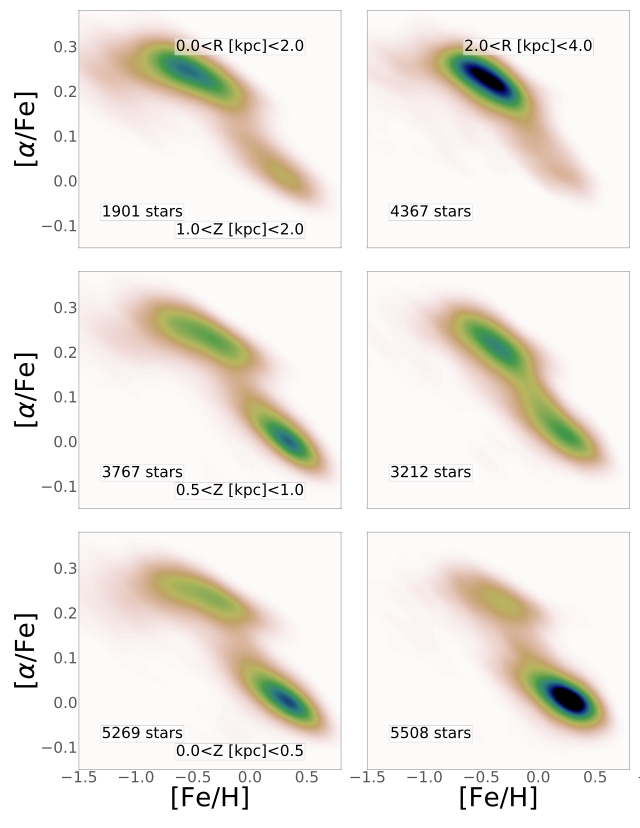 0.0<R [kpc]<2.0
2.0<R [kpc]<4.0
0.3
0.2
0.1
0.0
−0.1
[α/Fe]
1901 stars
1.0<Z [kpc]<2.0
4367 stars
0.3
0.2
0.1
0.0
−0.1
[α/Fe]
3767 stars
0.5<Z [kpc]<1.0
3212 stars
0.3
0.2
0.1
0.0
−0.1
[α/Fe]
5269 stars
0.0<Z [kpc]<0.5
5508 stars
−1.5 −1.0 −0.5 0.0 0.5
−1.5 −1.0 −0.5 0.0 0.5
[Fe/H]
[Fe/H]